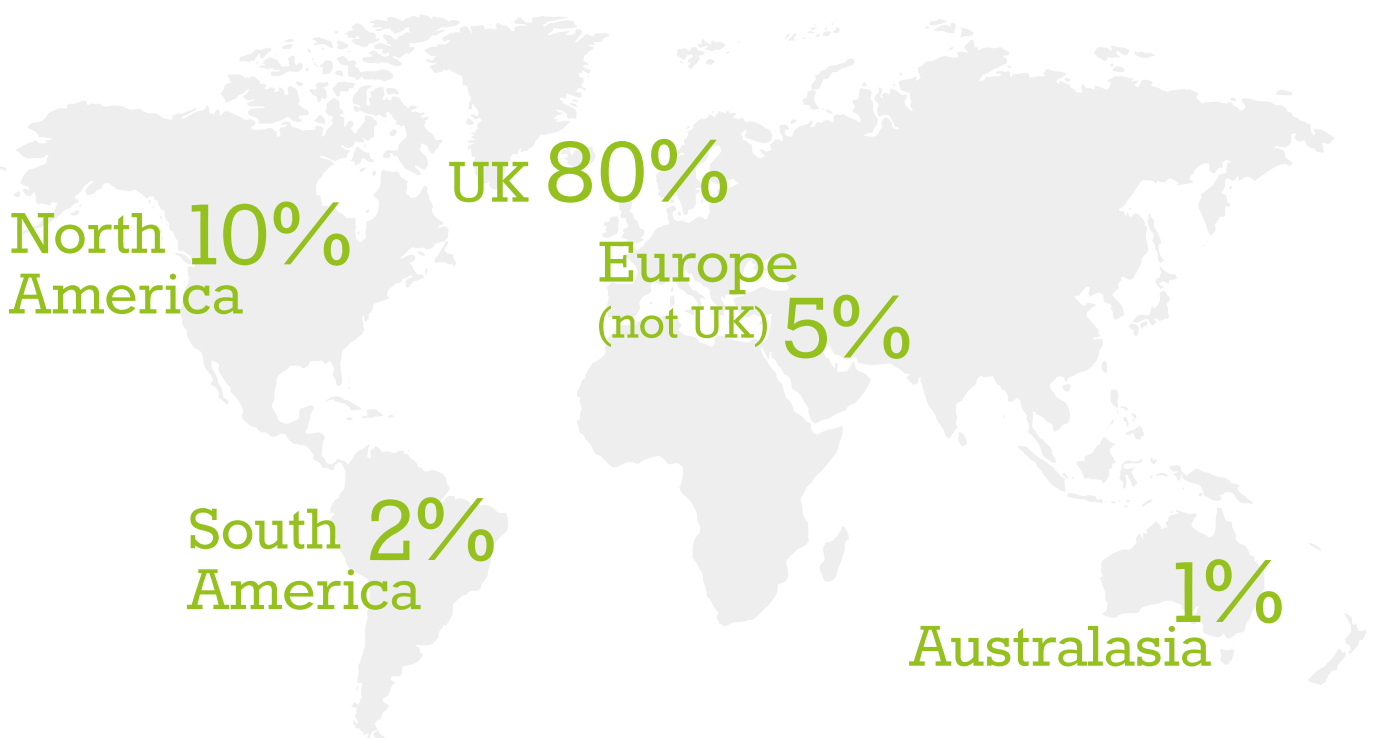 UK 80%
North 10%
America
Europe
(not UK) 5%
South 2%
America
1%
Australasia